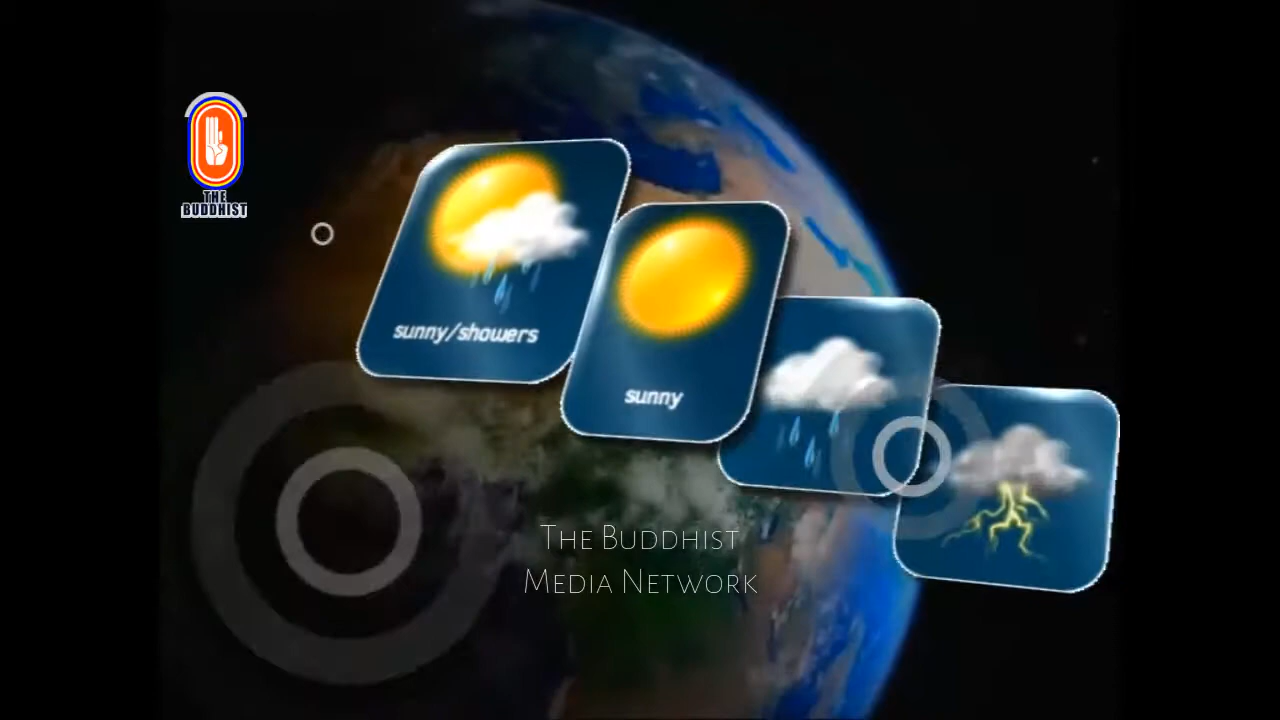 THE
BUDDHIST
sunny/showers
sunny
THE BUDDHIST
MEDIA NETWORK